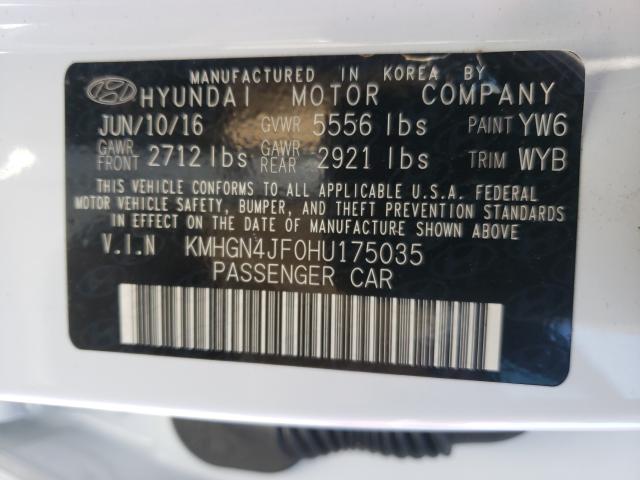 MANUFACTURED IN KOREA BY
HYUNDAI MOTOR COMPANY
JUN/10/16 GVWR 5556 lbs PAINT YW6
GAWR FRONT 2712 lbs GAWR REAR 2921 lbs TRIM WYB
THIS VEHICLE CONFORMS TO ALL APPLICABLE U.S.A. FEDERAL
MOTOR VEHICLE SAFETY, BUMPER, AND THEFT PREVENTION STANDARDS
IN EFFECT ON THE DATE OF MANUFACTURE SHOWN ABOVE.
V.I.N KMHGN4JF0HU175035
PASSENGER CAR